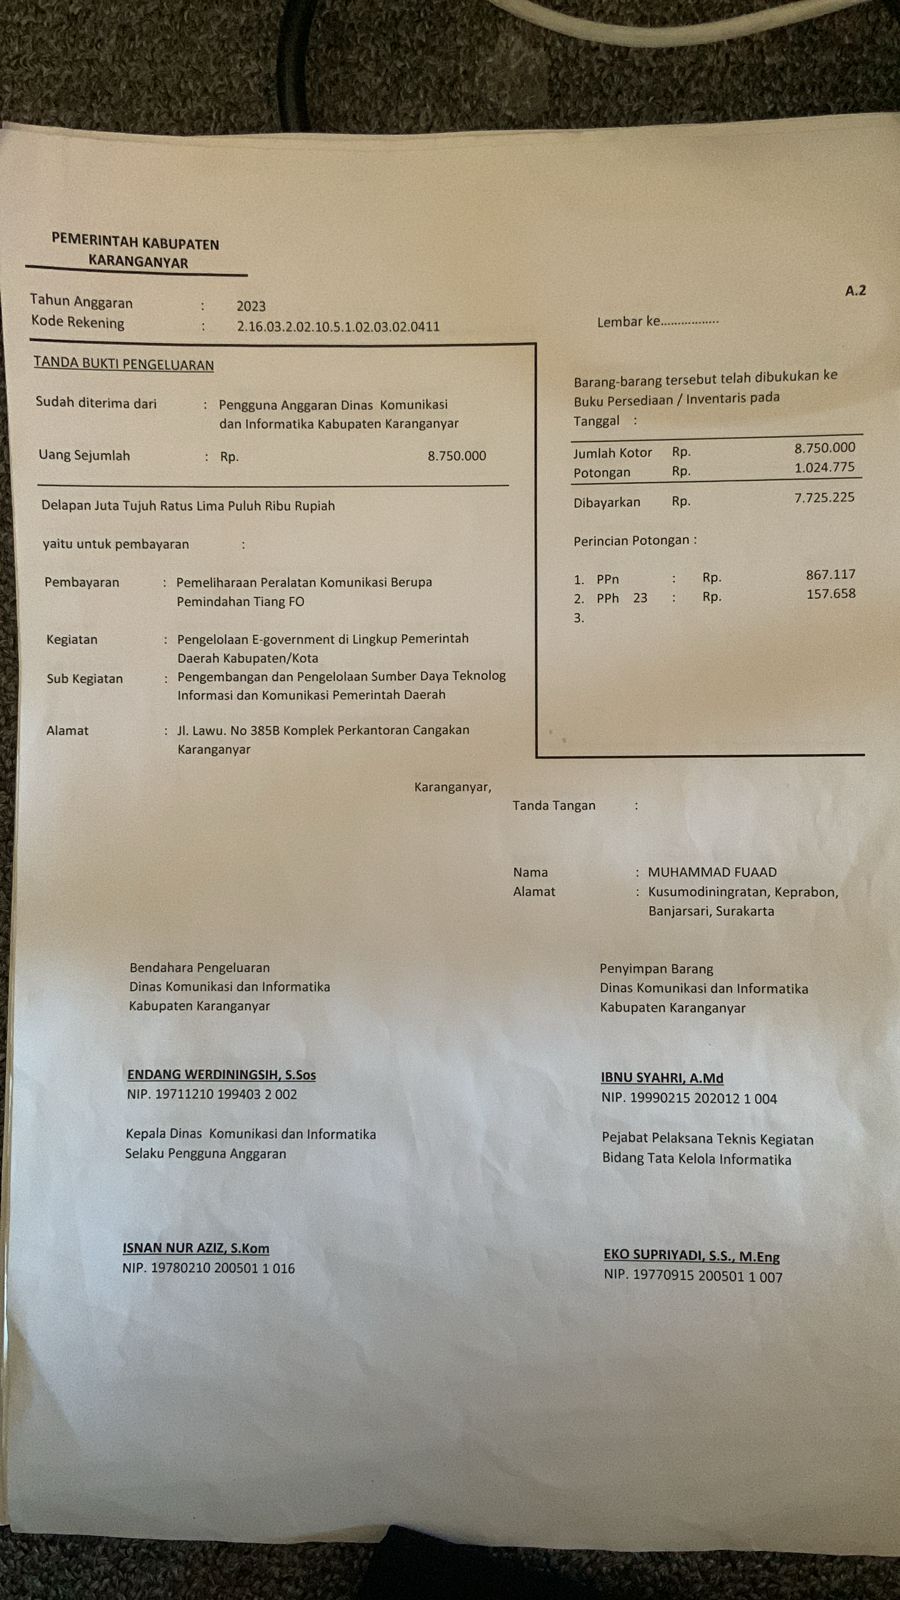 PEMERINTAH KABUPATEN
KARANGANYAR
A.2
Tahun Anggaran : 2023
Kode Rekening : 2.16.03.2.02.10.5.1.02.03.02.0411
Lembar ke.................
TANDA BUKTI PENGELUARAN
Sudah diterima dari : Pengguna Anggaran Dinas Komunikasi
dan Informatika Kabupaten Karanganyar
Uang Sejumlah : Rp. 8.750.000
Delapan Juta Tujuh Ratus Lima Puluh Ribu Rupiah
yaitu untuk pembayaran :
Pembayaran : Pemeliharaan Peralatan Komunikasi Berupa
Pemindahan Tiang FO
Kegiatan : Pengelolaan E-government di Lingkup Pemerintah
Daerah Kabupaten/Kota
Sub Kegiatan : Pengembangan dan Pengelolaan Sumber Daya Teknolog
Informasi dan Komunikasi Pemerintah Daerah
Alamat : Jl. Lawu. No 385B Komplek Perkantoran Cangakan
Karanganyar
Barang-barang tersebut telah dibukukan ke
Buku Persediaan / Inventaris pada
Tanggal :
Jumlah Kotor Rp. 8.750.000
Potongan Rp. 1.024.775
Dibayarkan Rp. 7.725.225
Perincian Potongan :
1. PPn : Rp. 867.117
2. PPh 23 : Rp. 157.658
3.
Karanganyar,
Tanda Tangan :
Nama : MUHAMMAD FUAAD
Alamat : Kusumodiningratan, Keprabon,
Banjarsari, Surakarta
Bendahara Pengeluaran
Dinas Komunikasi dan Informatika
Kabupaten Karanganyar
ENDANG WERDININGSIH, S.Sos
NIP. 19711210 199403 2 002
Penyimpan Barang
Dinas Komunikasi dan Informatika
Kabupaten Karanganyar
IBNU SYAHRI, A.Md
NIP. 19990215 202012 1 004
Kepala Dinas Komunikasi dan Informatika
Selaku Pengguna Anggaran
ISNAN NUR AZIZ, S.Kom
NIP. 19780210 200501 1 016
Pejabat Pelaksana Teknis Kegiatan
Bidang Tata Kelola Informatika
EKO SUPRIYADI, S.S., M.Eng
NIP. 19770915 200501 1 007